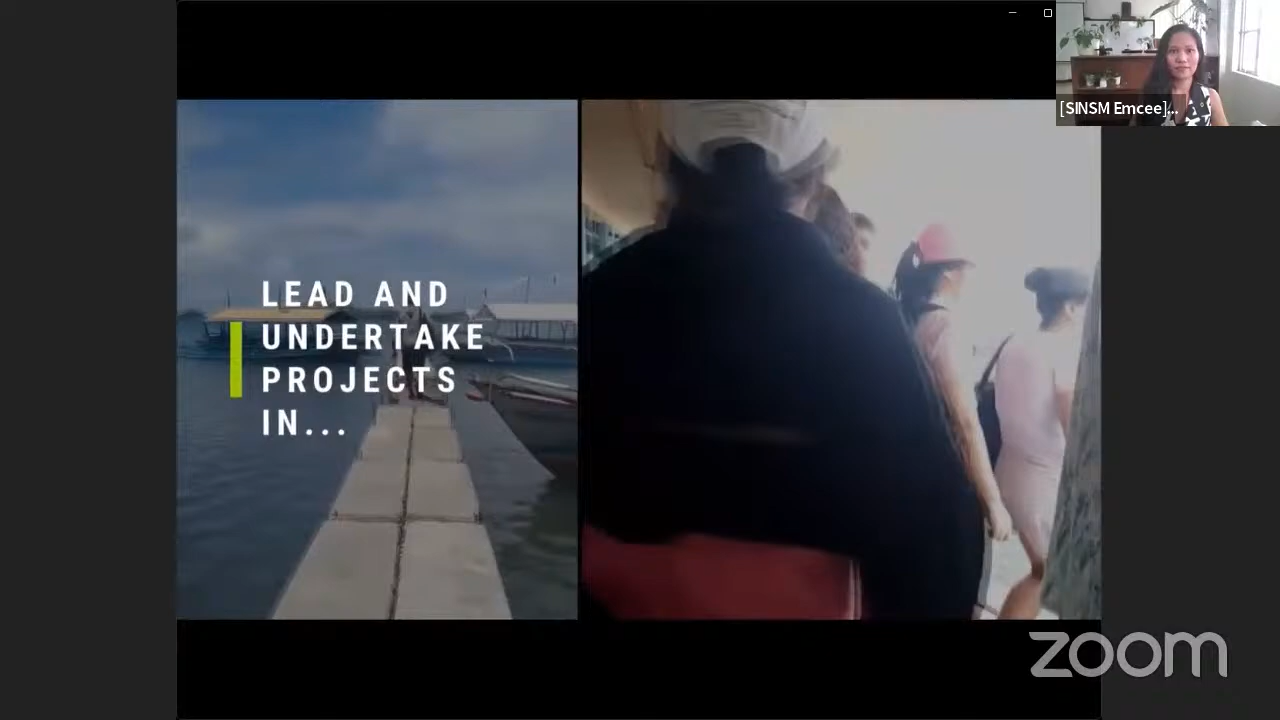 [SINSM Emcee]...
LEAD AND
UNDERTAKE
PROJECTS
IN...
zoom